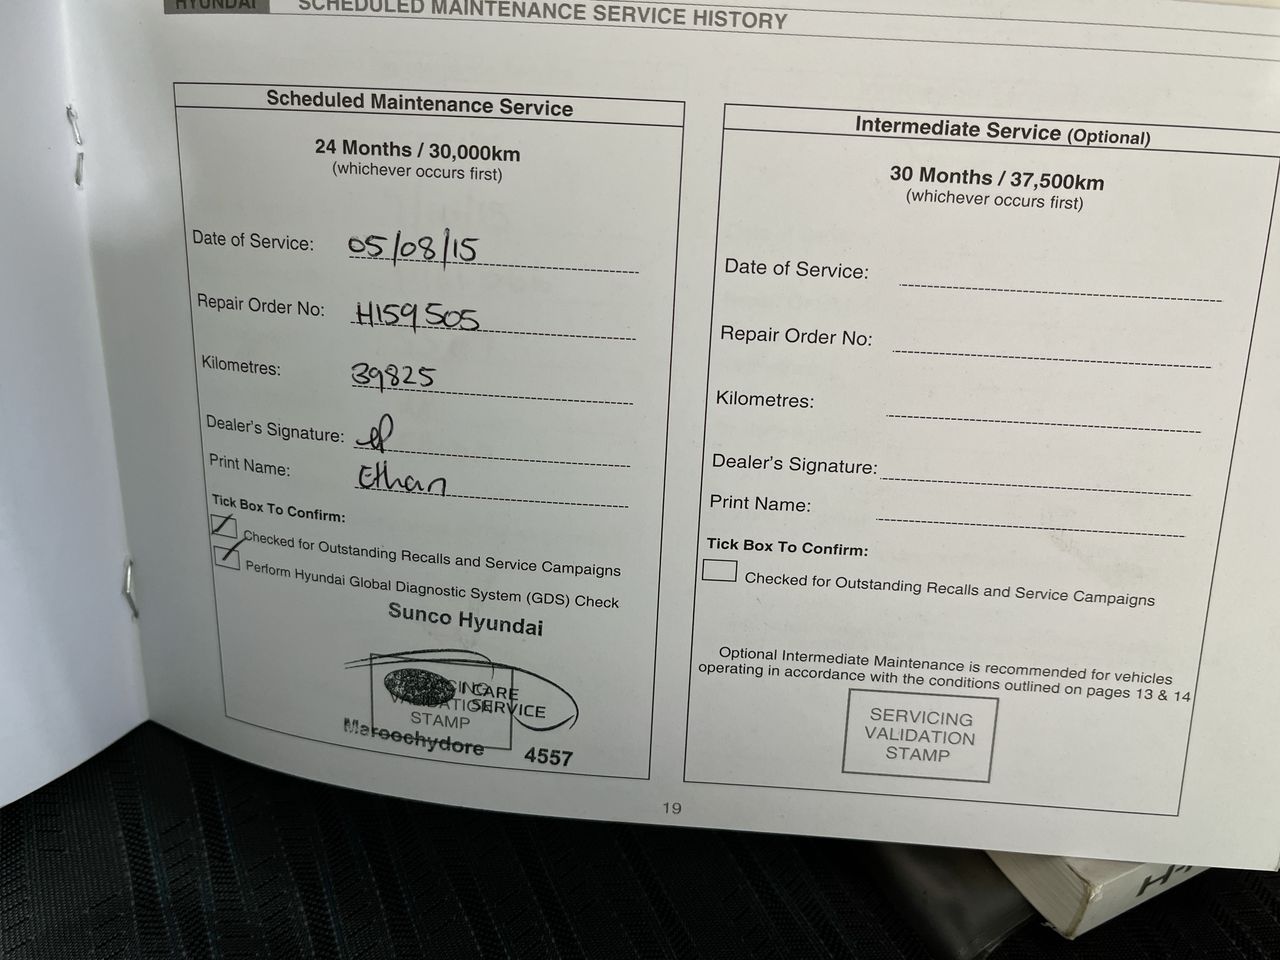 HYUNDAI
SCHEDULED MAINTENANCE SERVICE HISTORY
Scheduled Maintenance Service
24 Months / 30,000km
(whichever occurs first)
Date of Service: 05/08/15
Repair Order No: H159505
Kilometres: 39825
Dealer's Signature:
Print Name: Ethan
Tick Box To Confirm:
Checked for Outstanding Recalls and Service Campaigns
Perform Hyundai Global Diagnostic System (GDS) Check
Sunco Hyundai
CARE
SERVICE
STAMP
Maroochydore 4557
Intermediate Service (Optional)
30 Months / 37,500km
(whichever occurs first)
Date of Service:
Repair Order No:
Kilometres:
Dealer's Signature:
Print Name:
Tick Box To Confirm:
Checked for Outstanding Recalls and Service Campaigns
Optional Intermediate Maintenance is recommended for vehicles
operating in accordance with the conditions outlined on pages 13 & 14
SERVICING
VALIDATION
STAMP
19